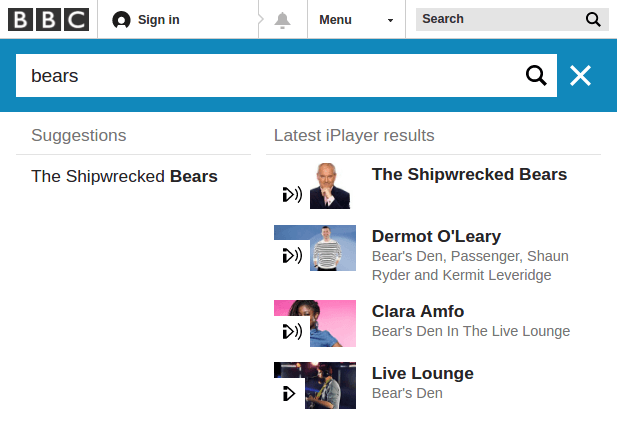 BBC Sign in Menu Search
bears
Suggestions
The Shipwrecked Bears
Latest iPlayer results
The Shipwrecked Bears
Dermot O'Leary
Bear's Den, Passenger, Shaun
Ryder and Kermit Leveridge
Clara Amfo
Bear's Den In The Live Lounge
Live Lounge
Bear's Den